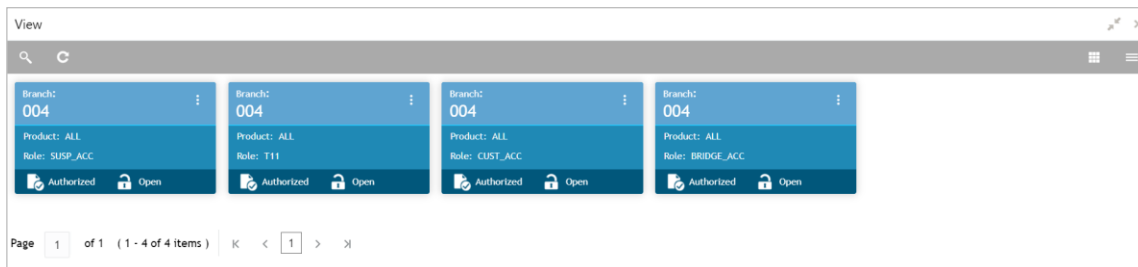 View
Branch:
004
Product: ALL
Role: SUSP_ACC
Authorized Open
Branch:
004
Product: ALL
Role: T11
Authorized Open
Branch:
004
Product: ALL
Role: CUST_ACC
Authorized Open
Branch:
004
Product: ALL
Role: BRIDGE_ACC
Authorized Open
Page 1 of 1 ( 1 - 4 of 4 items ) 1